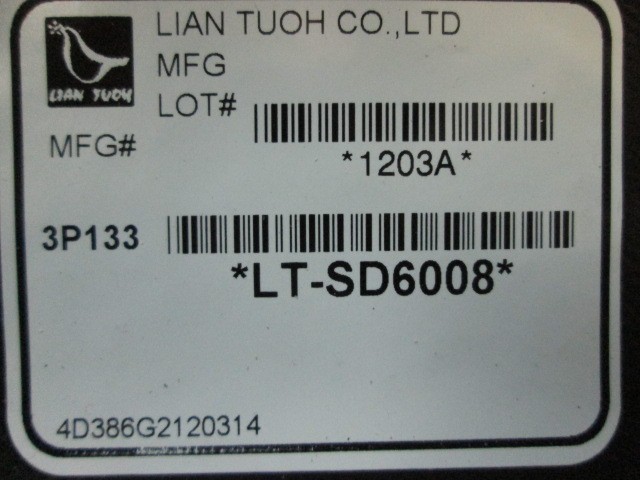 LIAN TUOH CO.,LTD
LIAN TUOH
MFG
LOT#
*1203A*
MFG#
3P133
*LT-SD6008*
4D386G2120314